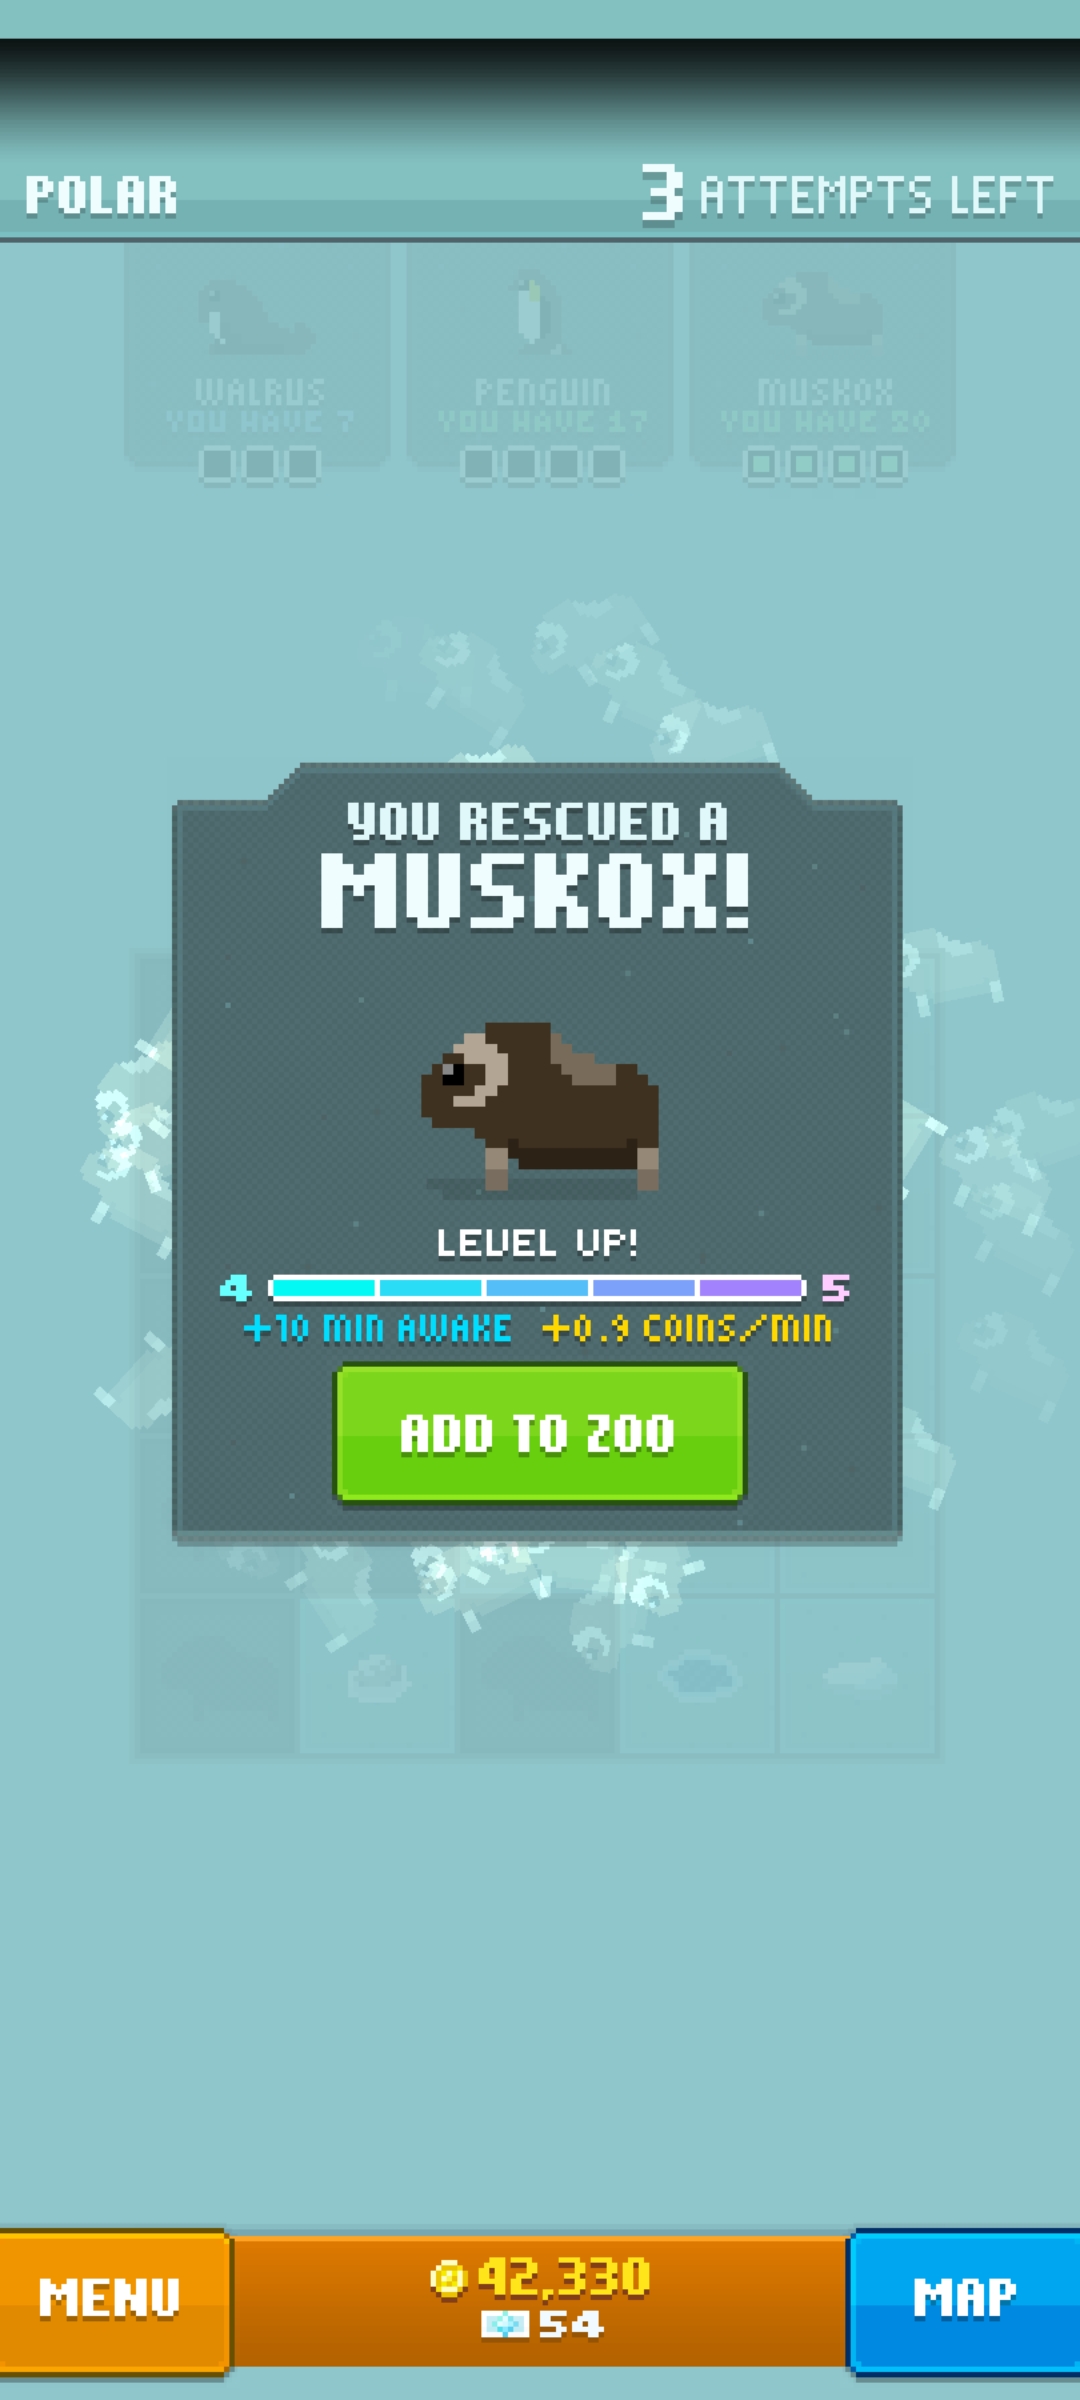 POLAR
3 ATTEMPTS LEFT
WALRUS
YOU HAVE 7
PENGUIN
YOU HAVE 17
MUSKOX
YOU HAVE 20
YOU RESCUED A
MUSKOX!
LEVEL UP!
4 5
+10 MIN AWAKE +0.9 COINS/MIN
ADD TO ZOO
MENU
42,330
54
MAP